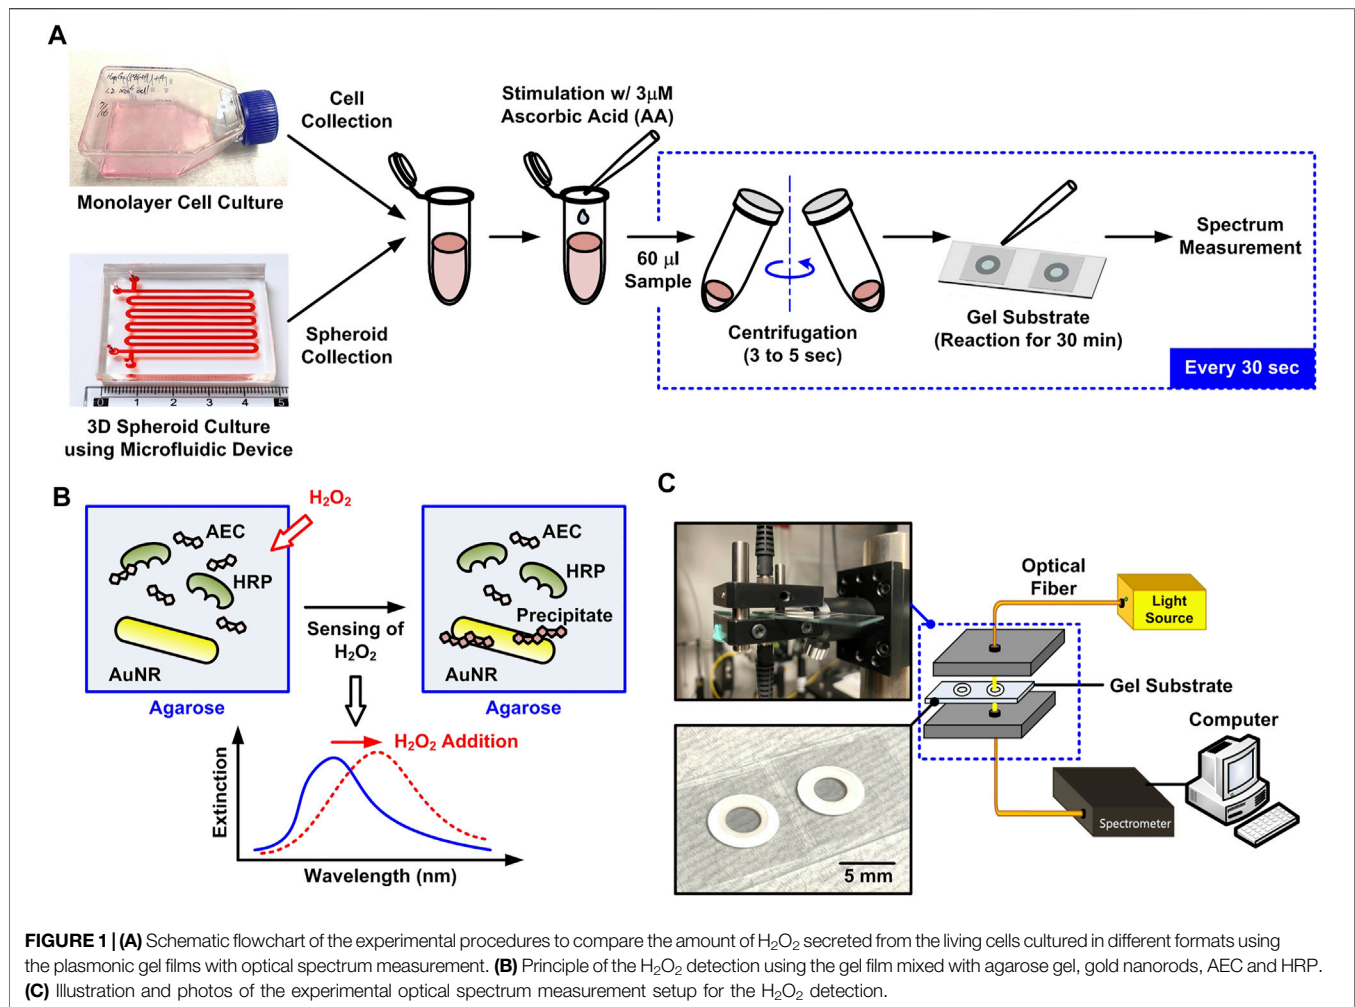 A
Monolayer Cell Culture
Cell
Collection
Stimulation w/ 3μM
Ascorbic Acid (AA)
3D Spheroid Culture
using Microfluidic Device
0 1 2 3 4 5
Spheroid
Collection
60 μl
Sample
Centrifugation
(3 to 5 sec)
Gel Substrate
(Reaction for 30 min)
Spectrum
Measurement
Every 30 sec
B
H₂O₂
AEC
HRP
AuNR
Agarose
Sensing of
H₂O₂
AEC
HRP
Precipitate
AuNR
Agarose
H₂O₂ Addition
Extinction
Wavelength (nm)
C
5 mm
Optical
Fiber
Light
Source
Gel Substrate
Computer
Spectrometer
FIGURE 1 | (A) Schematic flowchart of the experimental procedures to compare the amount of H₂O₂ secreted from the living cells cultured in different formats using
the plasmonic gel films with optical spectrum measurement. (B) Principle of the H₂O₂ detection using the gel film mixed with agarose gel, gold nanorods, AEC and HRP.
(C) Illustration and photos of the experimental optical spectrum measurement setup for the H₂O₂ detection.